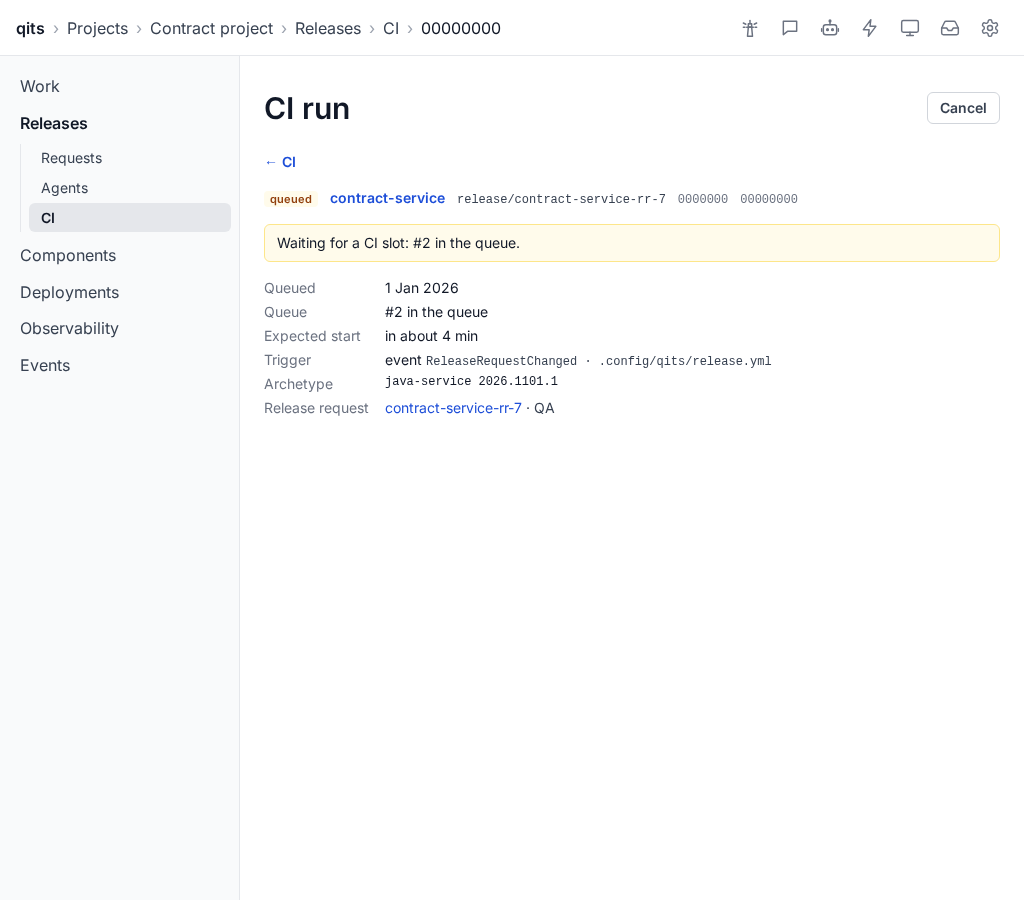 qits › Projects › Contract project › Releases › CI › 00000000
Work
Releases
Requests
Agents
CI
Components
Deployments
Observability
Events
CI run
Cancel
← CI
queued contract-service release/contract-service-rr-7 0000000 00000000
Waiting for a CI slot: #2 in the queue.
Queued 1 Jan 2026
Queue #2 in the queue
Expected start in about 4 min
Trigger event ReleaseRequestChanged · .config/qits/release.yml
Archetype java-service 2026.1101.1
Release request contract-service-rr-7 · QA